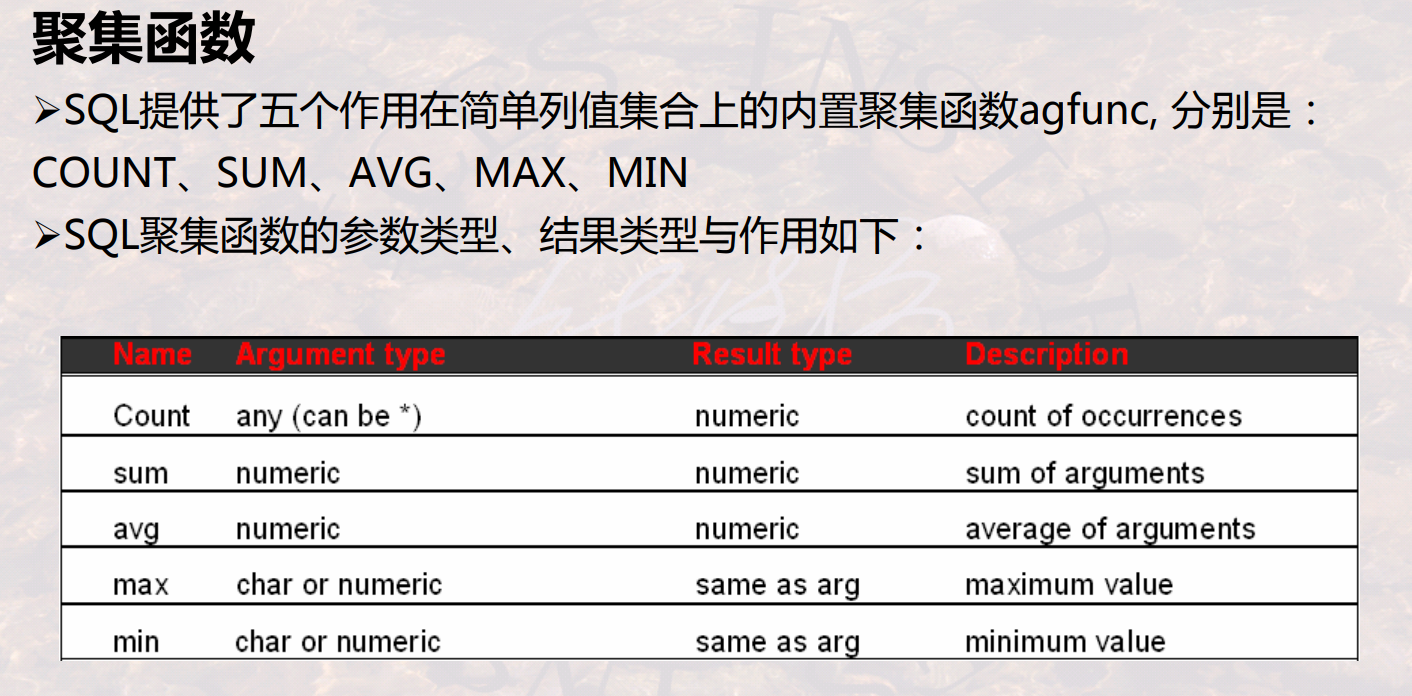 聚集函数
➢SQL提供了五个作用在简单列值集合上的内置聚集函数agfunc, 分别是：
COUNT、SUM、AVG、MAX、MIN
➢SQL聚集函数的参数类型、结果类型与作用如下：
Name Argument type Result type Description
Count any (can be *) numeric count of occurrences
sum numeric numeric sum of arguments
avg numeric numeric average of arguments
max char or numeric same as arg maximum value
min char or numeric same as arg minimum value